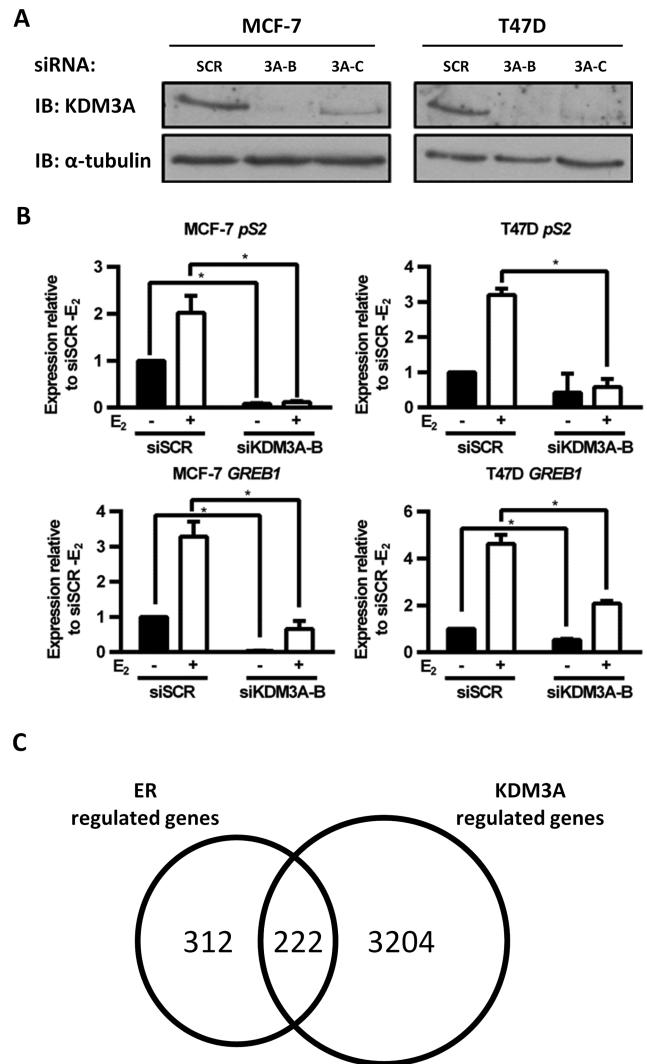 A
MCF-7 T47D
siRNA: SCR 3A-B 3A-C SCR 3A-B 3A-C
IB: KDM3A
IB: α-tubulin
B
MCF-7 pS2
Expression relative
to siSCR -E₂
3
2
1
0
*
*
E₂ - + - +
siSCR siKDM3A-B
T47D pS2
Expression relative
to siSCR -E₂
4
3
2
1
0
*
E₂ - + - +
siSCR siKDM3A-B
MCF-7 GREB1
Expression relative
to siSCR -E₂
4
3
2
1
0
*
*
E₂ - + - +
siSCR siKDM3A-B
T47D GREB1
Expression relative
to siSCR -E₂
6
4
2
0
*
*
E₂ - + - +
siSCR siKDM3A-B
C
ER
regulated genes
KDM3A
regulated genes
312 222 3204